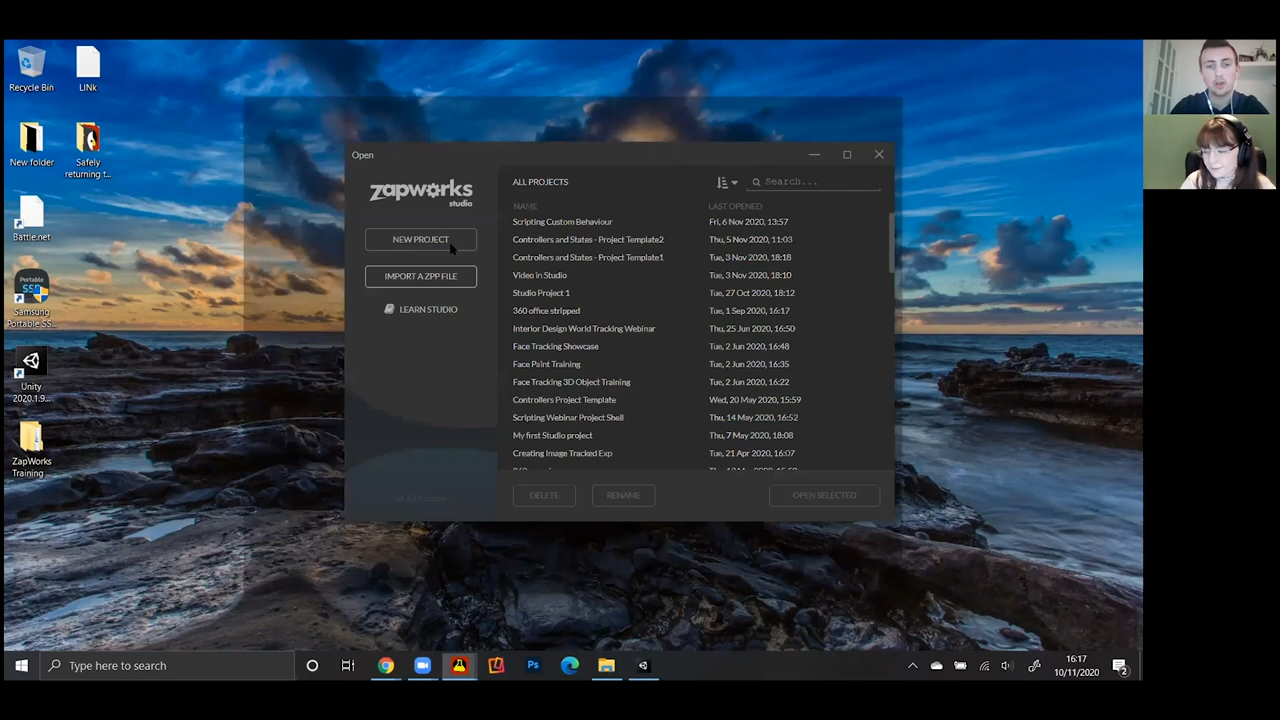 Recycle Bin
LINk
New folder
Safely
returning t...
Battle.net
Portable
SSD
Samsung
Portable SS...
Unity
2020.1.9...
ZapWorks
Training ...
Open
zapworks
studio
NEW PROJECT
IMPORT A ZPP FILE
LEARN STUDIO
ALL PROJECTS
Search...
NAME LAST OPENED
Scripting Custom Behaviour Fri, 6 Nov 2020, 13:57
Controllers and States - Project Template2 Thu, 5 Nov 2020, 11:03
Controllers and States - Project Template1 Tue, 3 Nov 2020, 18:18
Video in Studio Tue, 3 Nov 2020, 18:10
Studio Project 1 Tue, 27 Oct 2020, 18:12
360 office stripped Tue, 1 Sep 2020, 16:17
Interior Design World Tracking Webinar Thu, 25 Jun 2020, 16:50
Face Tracking Showcase Tue, 2 Jun 2020, 16:48
Face Paint Training Tue, 2 Jun 2020, 16:35
Face Tracking 3D Object Training Tue, 2 Jun 2020, 16:22
Controllers Project Template Wed, 20 May 2020, 15:59
Scripting Webinar Project Shell Thu, 14 May 2020, 16:52
My first Studio project Thu, 7 May 2020, 18:08
Creating Image Tracked Exp Tue, 21 Apr 2020, 16:07
DELETE
RENAME
OPEN SELECTED
Type here to search
Ps
16:17
10/11/2020
2